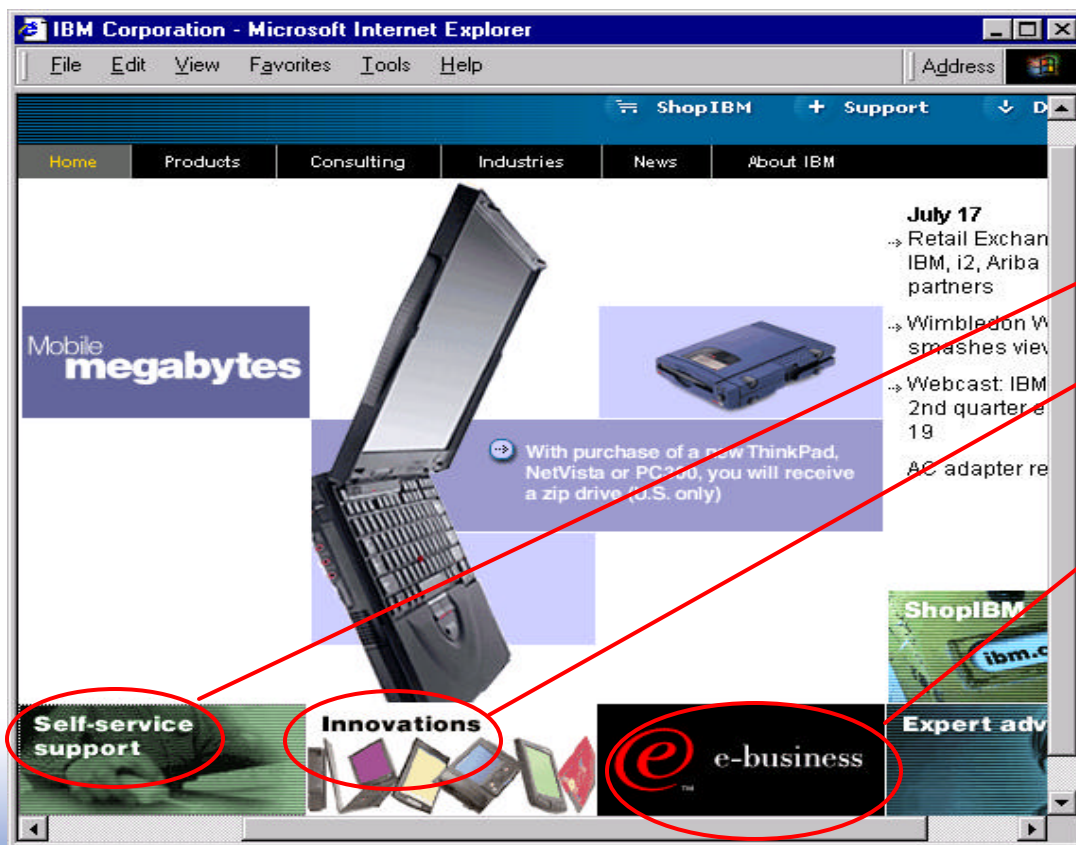 IBM Corporation - Microsoft Internet Explorer
File Edit View Favorites Tools Help Address
ShopIBM + Support D
Home Products Consulting Industries News About IBM
July 17
Retail Exchan
IBM, i2, Ariba
partners
Wimbledon W
smashes view
Webcast: IBM
2nd quarter e
19
AC adapter re
Mobile
megabytes
With purchase of a new ThinkPad,
NetVista or PC300, you will receive
a zip drive (U.S. only)
ShopIBM
ibm.c
Self-service
support
Innovations
e e-business
TM
Expert adv